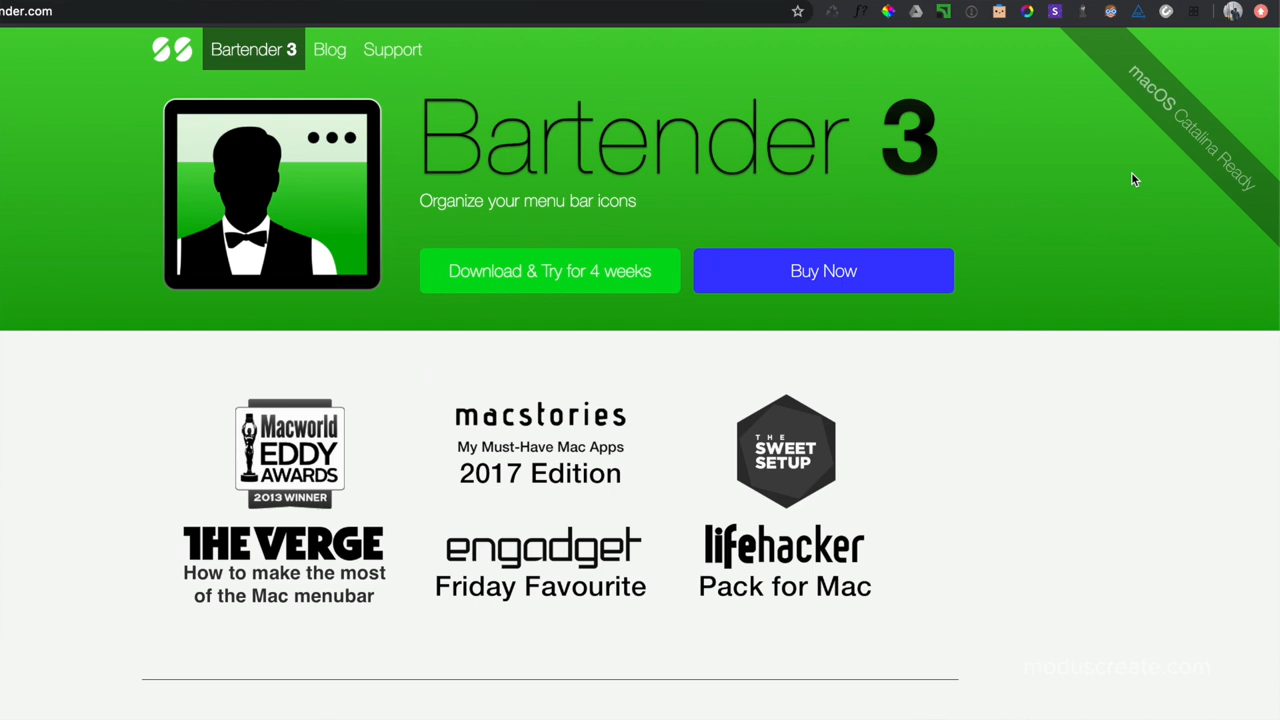 nder.com
f?
S
Bartender 3
Blog
Support
macOS Catalina Ready
Bartender 3
Organize your menu bar icons
Download & Try for 4 weeks
Buy Now
Macworld
EDDY
AWARDS
2013 WINNER
macstories
My Must-Have Mac Apps
2017 Edition
THE
SWEET
SETUP
THE VERGE
How to make the most
of the Mac menubar
engadget
Friday Favourite
lifehacker
Pack for Mac
moduscreate.com